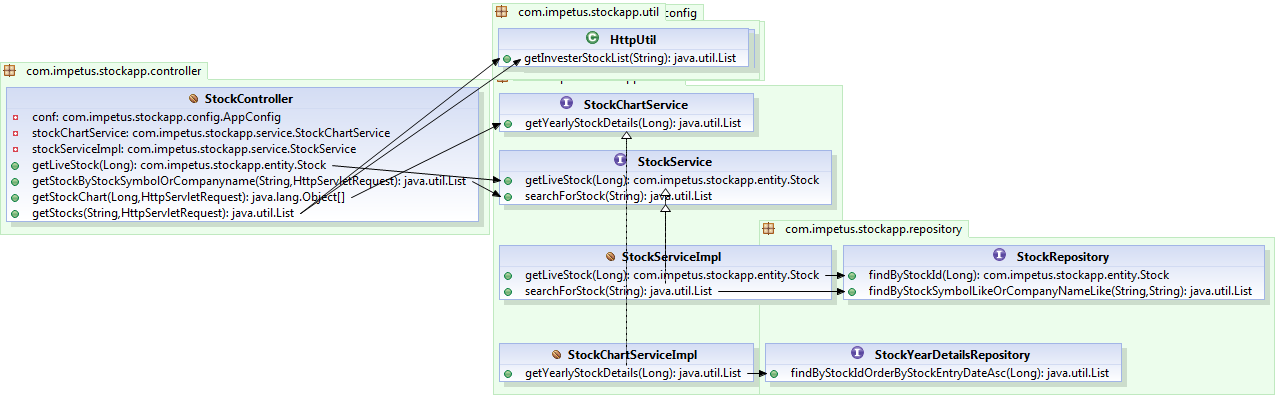 com.impetus.stockapp.util
config
HttpUtil
getInvesterStockList(String): java.util.List
com.impetus.stockapp.controller
StockController
conf: com.impetus.stockapp.config.AppConfig
stockChartService: com.impetus.stockapp.service.StockChartService
stockServiceImpl: com.impetus.stockapp.service.StockService
getLiveStock(Long): com.impetus.stockapp.entity.Stock
getStockByStockSymbolOrCompanyname(String,HttpServletRequest): java.util.List
getStockChart(Long,HttpServletRequest): java.lang.Object[]
getStocks(String,HttpServletRequest): java.util.List
StockChartService
getYearlyStockDetails(Long): java.util.List
StockService
getLiveStock(Long): com.impetus.stockapp.entity.Stock
searchForStock(String): java.util.List
com.impetus.stockapp.repository
StockServiceImpl
getLiveStock(Long): com.impetus.stockapp.entity.Stock
searchForStock(String): java.util.List
StockRepository
findByStockId(Long): com.impetus.stockapp.entity.Stock
findByStockSymbolLikeOrCompanyNameLike(String,String): java.util.List
StockChartServiceImpl
getYearlyStockDetails(Long): java.util.List
StockYearDetailsRepository
findByStockIdOrderByStockEntryDateAsc(Long): java.util.List